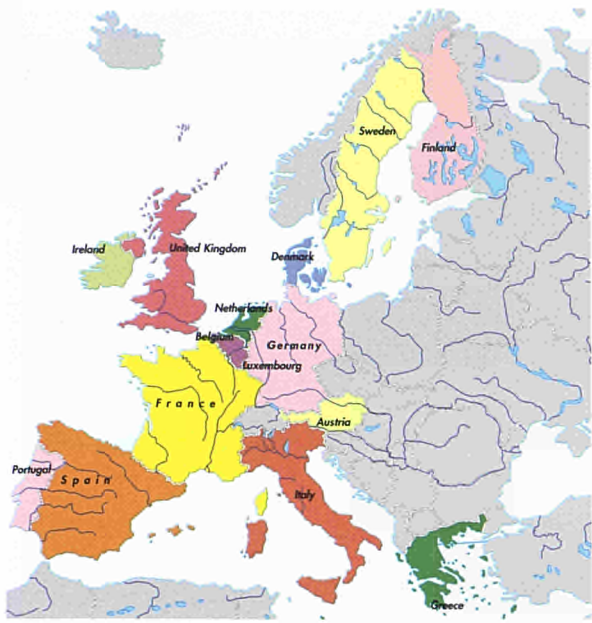 Sweden
Finland
Ireland
United Kingdom
Denmark
Netherlands
Belgium
Germany
Luxembourg
France
Austria
Portugal
Spain
Italy
Greece